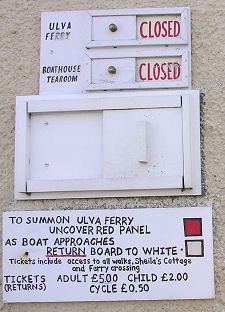 ULVA
FERRY CLOSED
BOATHOUSE
TEAROOM CLOSED
TO SUMMON ULVA FERRY
UNCOVER RED PANEL
AS BOAT APPROACHES
RETURN BOARD TO WHITE
Tickets include access to all walks, Sheila's Cottage
and Ferry crossing
TICKETS ADULT £5.00 CHILD £2.00
(RETURNS) CYCLE £0.50